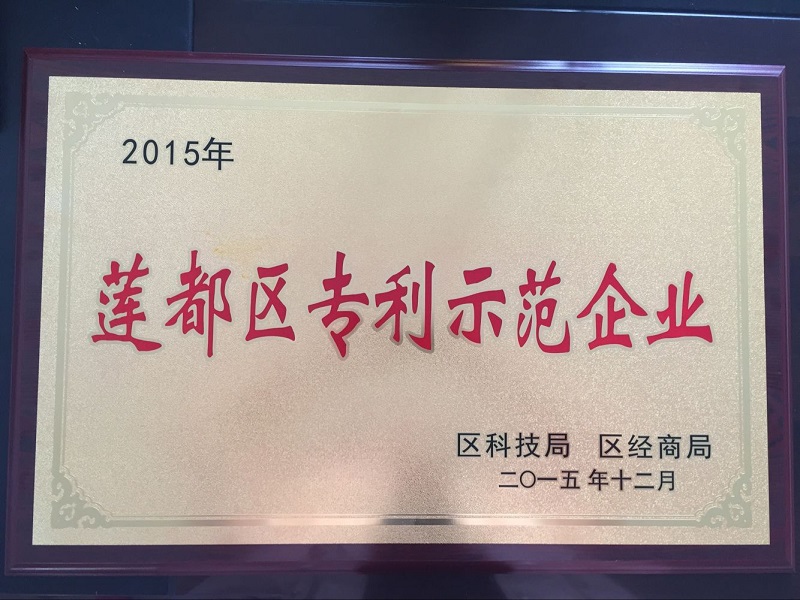 2015年
莲都区专利示范企业
区科技局 区经商局
二〇一五年十二月